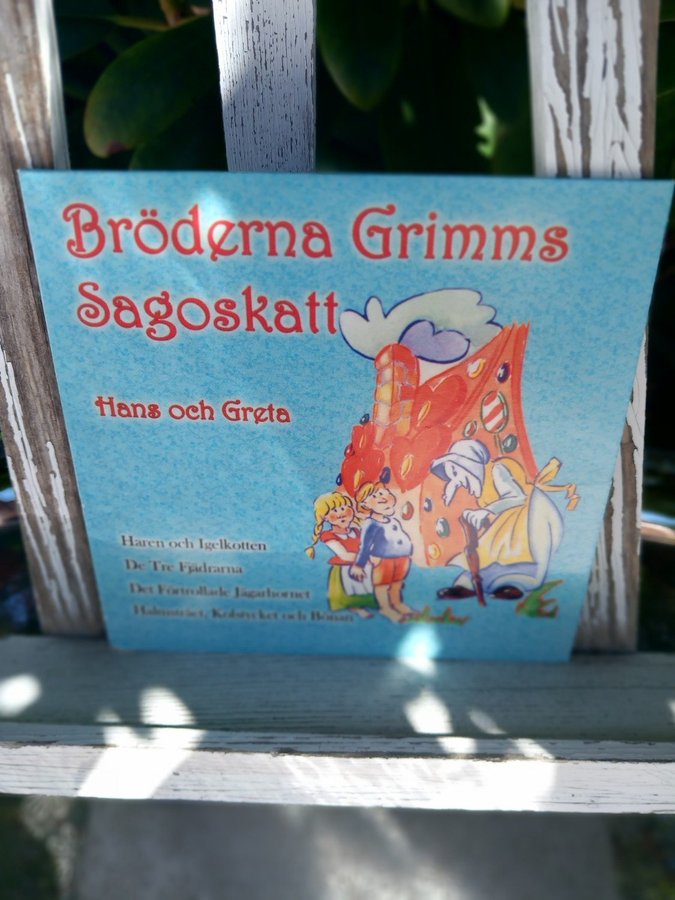 Bröderna Grimms
Sagoskatt
Hans och Greta
Haren och Igelkotten
De Tre Fjädrarna
Det Förtrollade Jägarhornet
Halmstrået, Kolstycket och Bönan